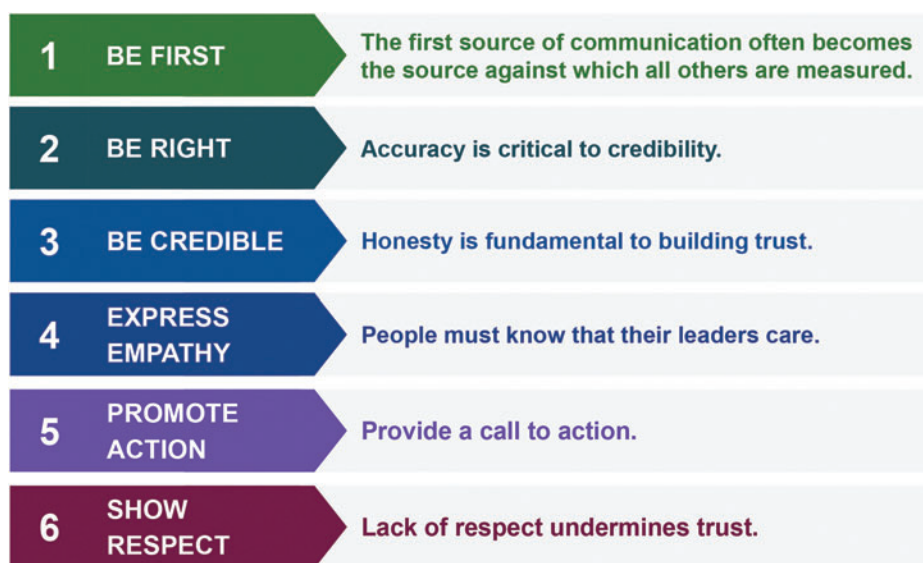 1 BE FIRST
The first source of communication often becomes
the source against which all others are measured.
2 BE RIGHT
Accuracy is critical to credibility.
3 BE CREDIBLE
Honesty is fundamental to building trust.
4 EXPRESS
EMPATHY
People must know that their leaders care.
5 PROMOTE
ACTION
Provide a call to action.
6 SHOW
RESPECT
Lack of respect undermines trust.